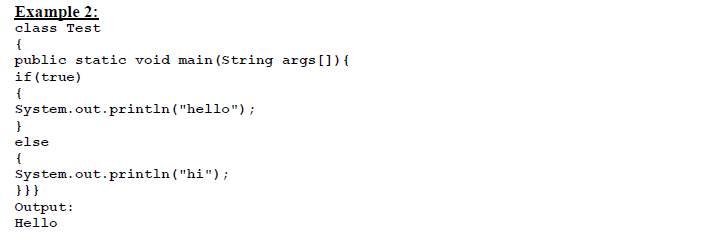 Example 2:
class Test
{
public static void main(String args[]){
if(true)
{
System.out.println("hello");
}
else
{
System.out.println("hi");
}}}
Output:
Hello